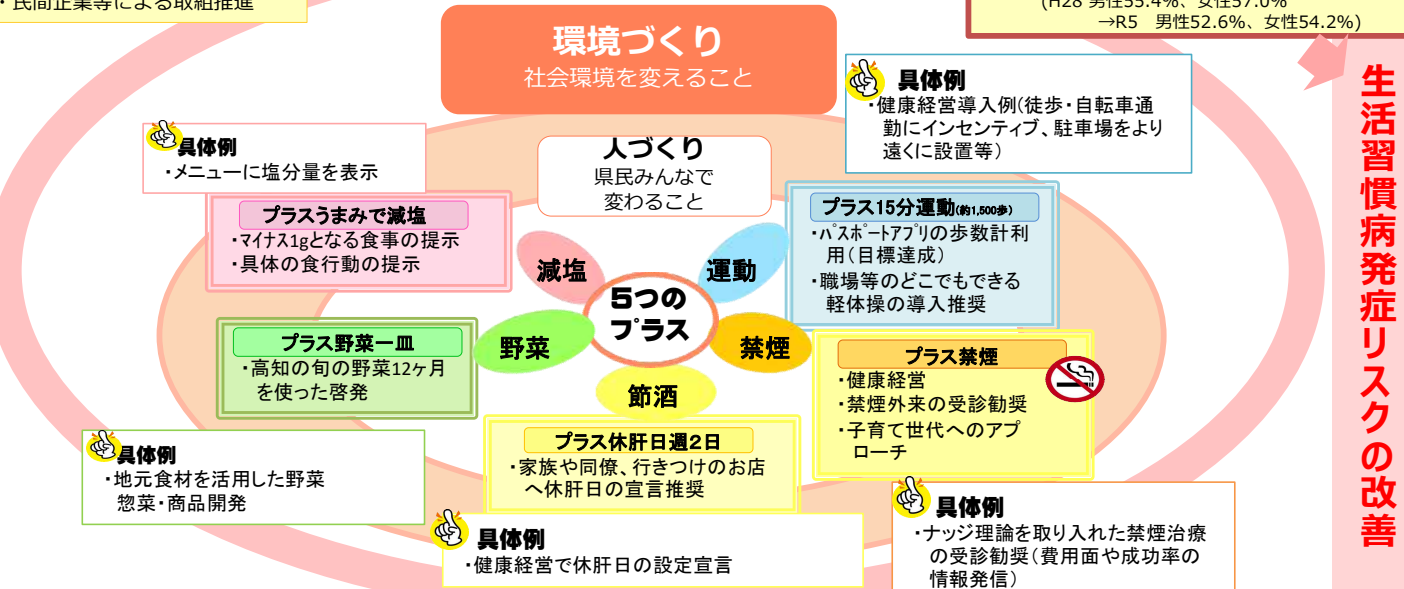 ・民間企業等による取組推進
(H28 男性55.4%、女性57.0%
→R5 男性52.6%、女性54.2%)
環境づくり
社会環境を変えること
具体例
・健康経営導入例(徒歩・自転車通
勤にインセンティブ、駐車場をより
遠くに設置等)
具体例
・メニューに塩分量を表示
人づくり
県民みんなで
変わること
プラスうまみで減塩
・マイナス1gとなる食事の提示
・具体の食行動の提示
プラス15分運動(約1,500歩)
・パスポートアプリの歩数計利
用(目標達成)
・職場等のどこでもできる
軽体操の導入推奨
減塩
運動
5つの
プラス
野菜
禁煙
節酒
プラス野菜一皿
・高知の旬の野菜12ヶ月
を使った啓発
プラス禁煙
・健康経営
・禁煙外来の受診勧奨
・子育て世代へのアプ
ローチ
プラス休肝日週2日
・家族や同僚、行きつけのお店
へ休肝日の宣言推奨
具体例
・地元食材を活用した野菜
惣菜・商品開発
具体例
・健康経営で休肝日の設定宣言
具体例
・ナッジ理論を取り入れた禁煙治療
の受診勧奨(費用面や成功率の
情報発信)
生活習慣病発症リスクの改善